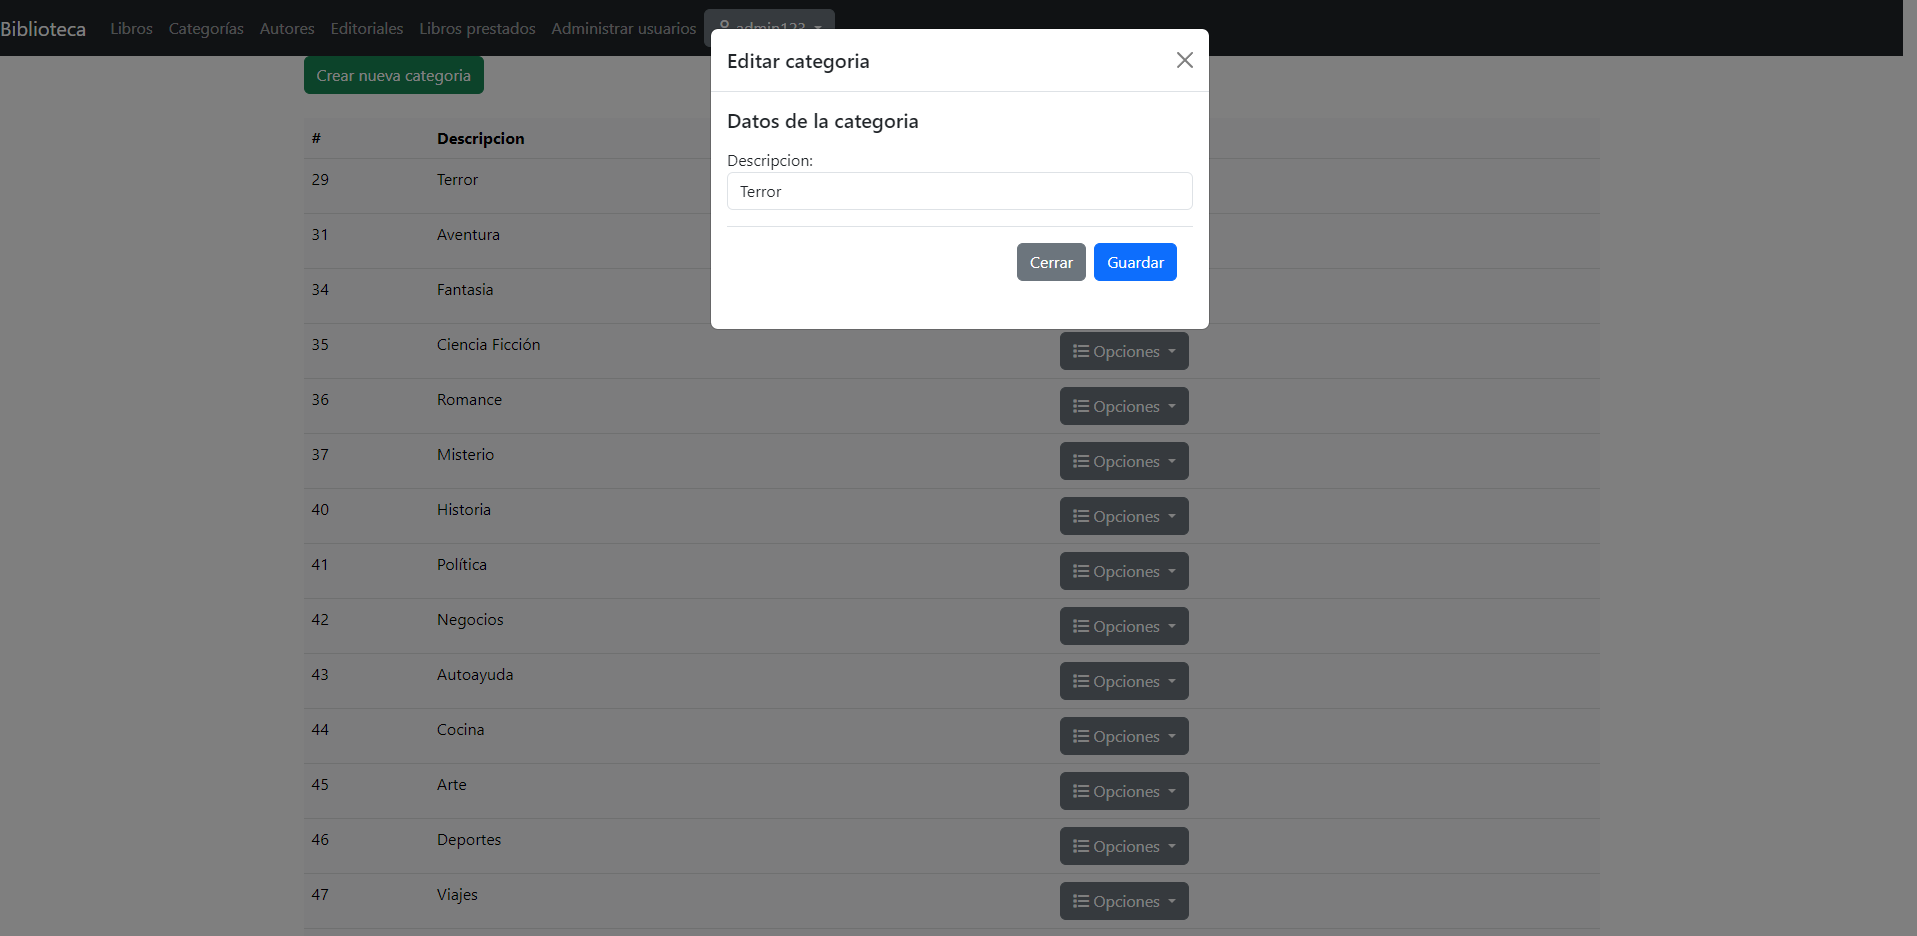 Biblioteca Libros Categorías Autores Editoriales Libros prestados Administrar usuarios admin123
Crear nueva categoria
Editar categoria
Datos de la categoria
Descripcion:
Terror
Cerrar Guardar
# Descripcion
29 Terror
31 Aventura
34 Fantasia
35 Ciencia Ficción Opciones
36 Romance Opciones
37 Misterio Opciones
40 Historia Opciones
41 Política Opciones
42 Negocios Opciones
43 Autoayuda Opciones
44 Cocina Opciones
45 Arte Opciones
46 Deportes Opciones
47 Viajes Opciones